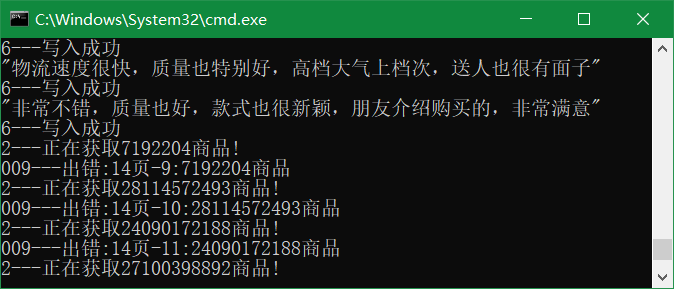 C:\Windows\System32\cmd.exe
6---写入成功
"物流速度很快，质量也特别好，高档大气上档次，送人也很有面子"
6---写入成功
"非常不错，质量也好，款式也很新颖，朋友介绍购买的，非常满意"
6---写入成功
2---正在获取7192204商品!
009---出错:14页-9:7192204商品
2---正在获取28114572493商品!
009---出错:14页-10:28114572493商品
2---正在获取24090172188商品!
009---出错:14页-11:24090172188商品
2---正在获取27100398892商品!